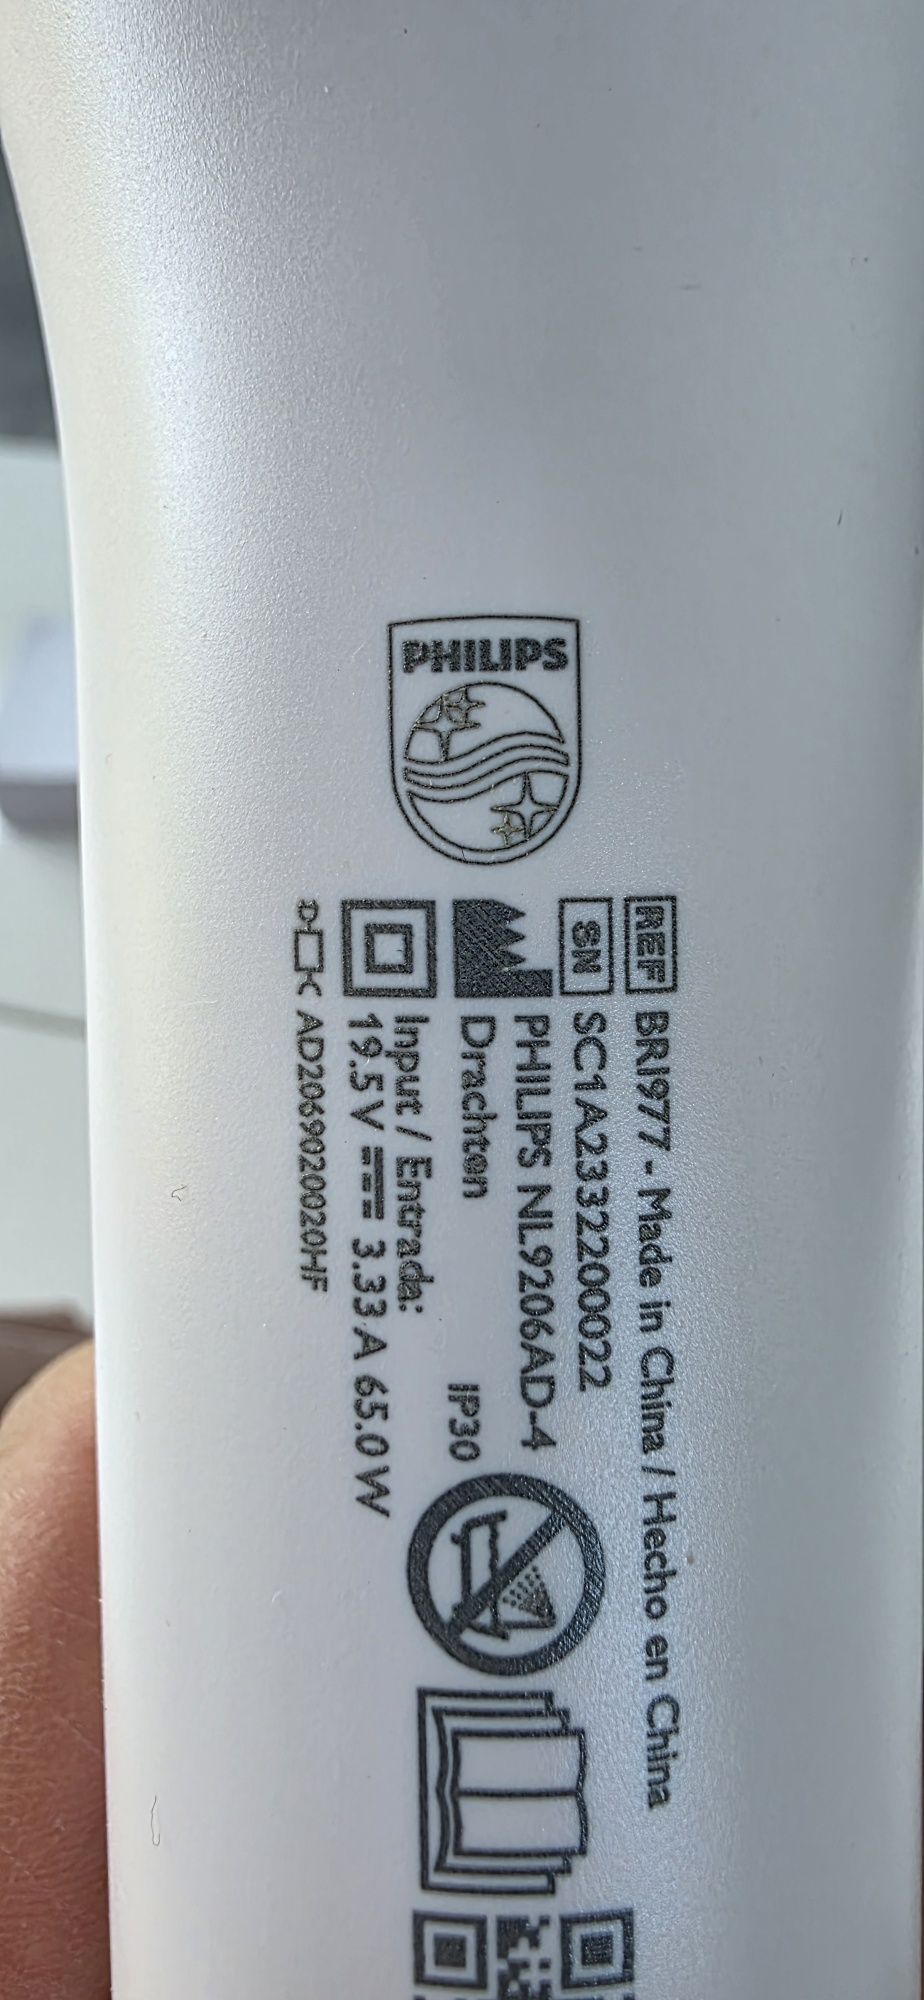 PHILIPS
REF BRI977 - Made in China / Hecho en China
SN SC1A2332200022
PHILIPS NL9206AD-4
Drachten IP30
Input / Entrada:
19.5V ⎓ 3.33 A 65.0 W
AD2069020020HF